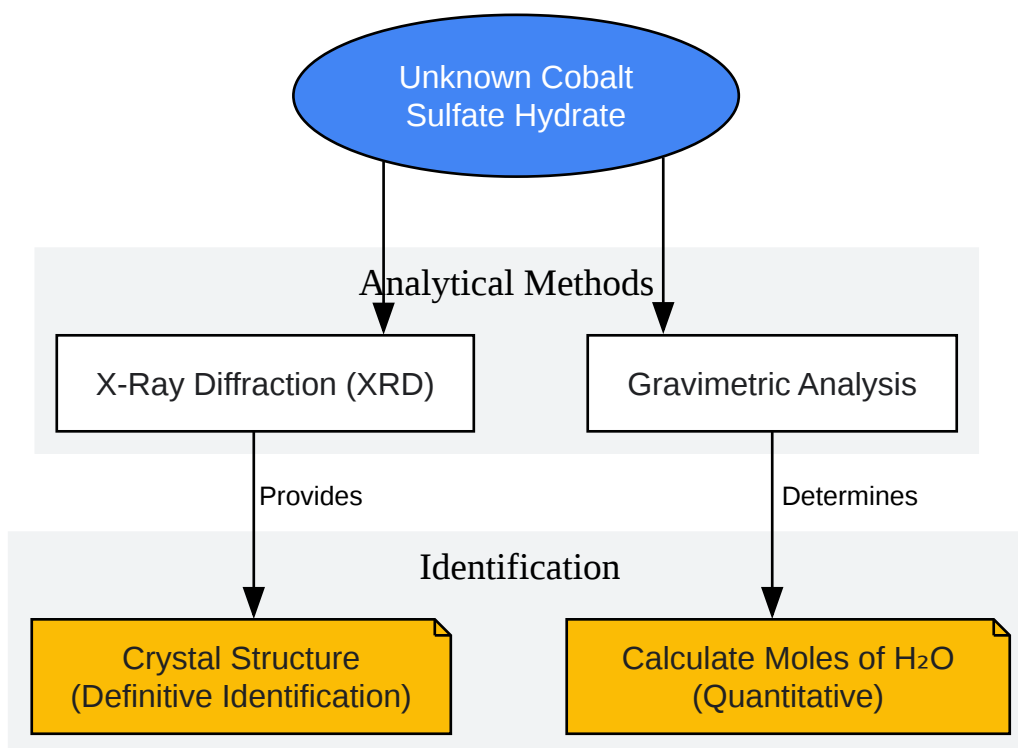 Unknown Cobalt
Sulfate Hydrate
Analytical Methods
X-Ray Diffraction (XRD)
Gravimetric Analysis
Provides
Determines
Identification
Crystal Structure
(Definitive Identification)
Calculate Moles of H₂O
(Quantitative)